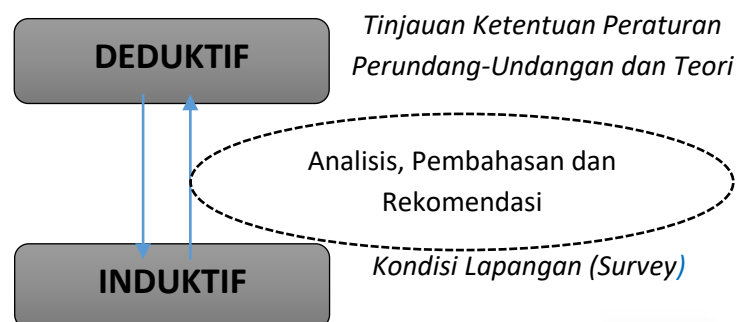 DEDUKTIF
Tinjauan Ketentuan Peraturan
Perundang-Undangan dan Teori
Analisis, Pembahasan dan
Rekomendasi
INDUKTIF
Kondisi Lapangan (Survey)